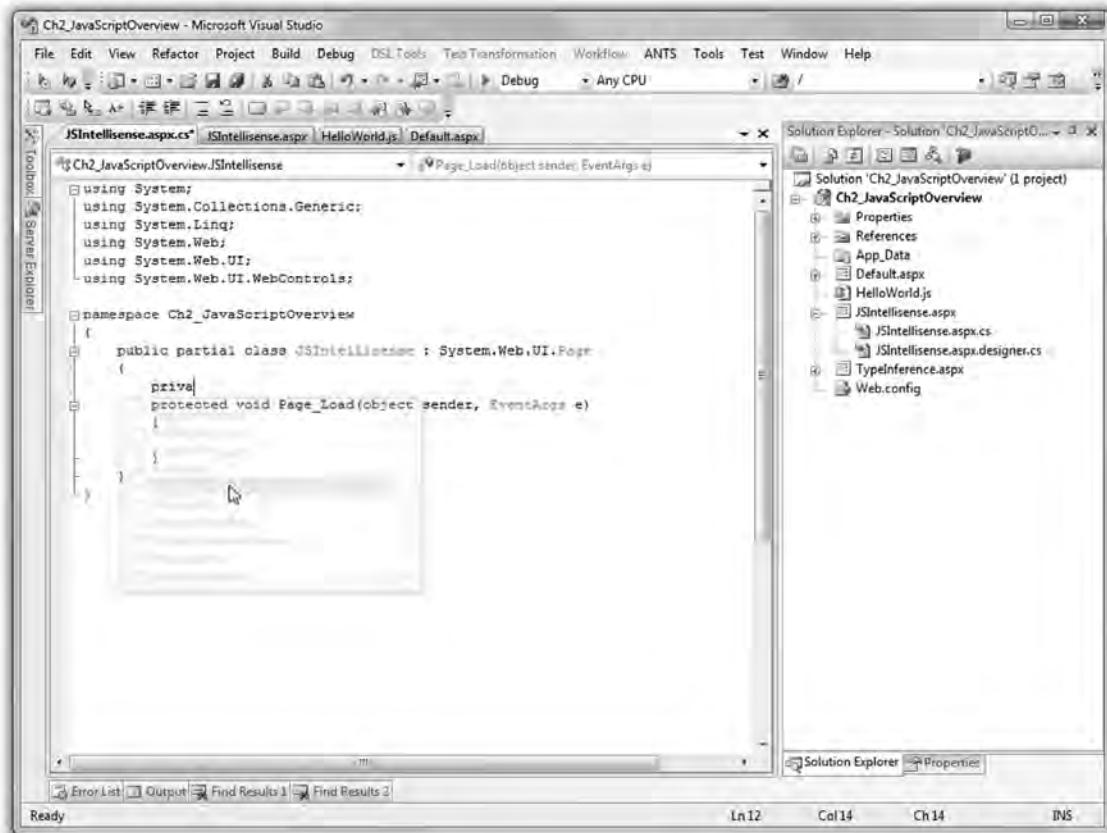 Ch2_JavaScriptOverview - Microsoft Visual Studio
File Edit View Refactor Project Build Debug DSL Tools Text Transformation Workflow ANTS Tools Test Window Help
Debug Any CPU /
JSIntellisense.aspx.cs* JSIntellisense.aspx HelloWorld.js Default.aspx
Solution Explorer - Solution 'Ch2_JavaScriptO...
Toolbox
Server Explorer
Ch2_JavaScriptOverview.JSIntellisense Page_Load(object sender, EventArgs e)
using System;
using System.Collections.Generic;
using System.Linq;
using System.Web;
using System.Web.UI;
using System.Web.UI.WebControls;
namespace Ch2_JavaScriptOverview
{
public partial class JSIntellisense : System.Web.UI.Page
{
priva
protected void Page_Load(object sender, EventArgs e)
{
}
}
}
Solution 'Ch2_JavaScriptOverview' (1 project)
Ch2_JavaScriptOverview
Properties
References
App_Data
Default.aspx
HelloWorld.js
JSIntellisense.aspx
JSIntellisense.aspx.cs
JSIntellisense.aspx.designer.cs
TypeInference.aspx
Web.config
Solution Explorer Properties
Error List Output Find Results 1 Find Results 2
Ready Ln 12 Col 14 Ch 14 INS